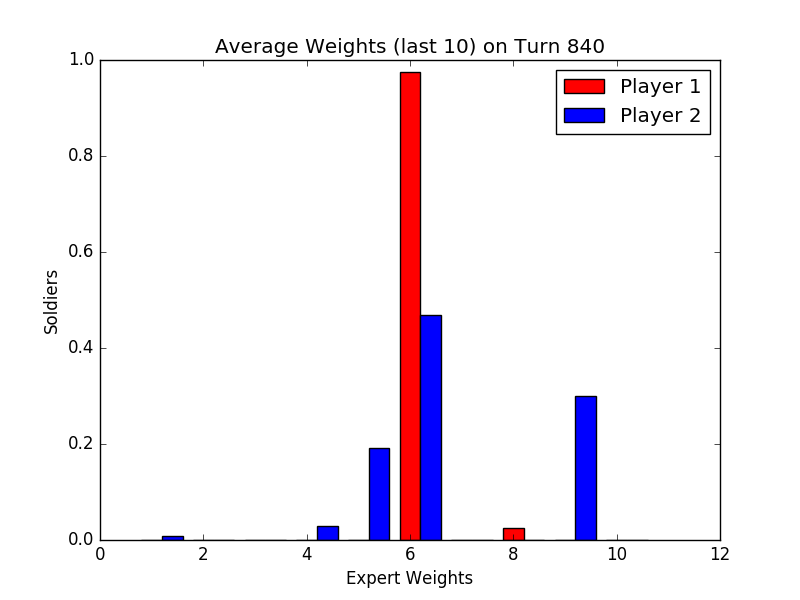 Average Weights (last 10) on Turn 840
1.0
Player 1
Player 2
0.8
0.6
Soldiers
0.4
0.2
0.0
0 2 4 6 8 10 12
Expert Weights